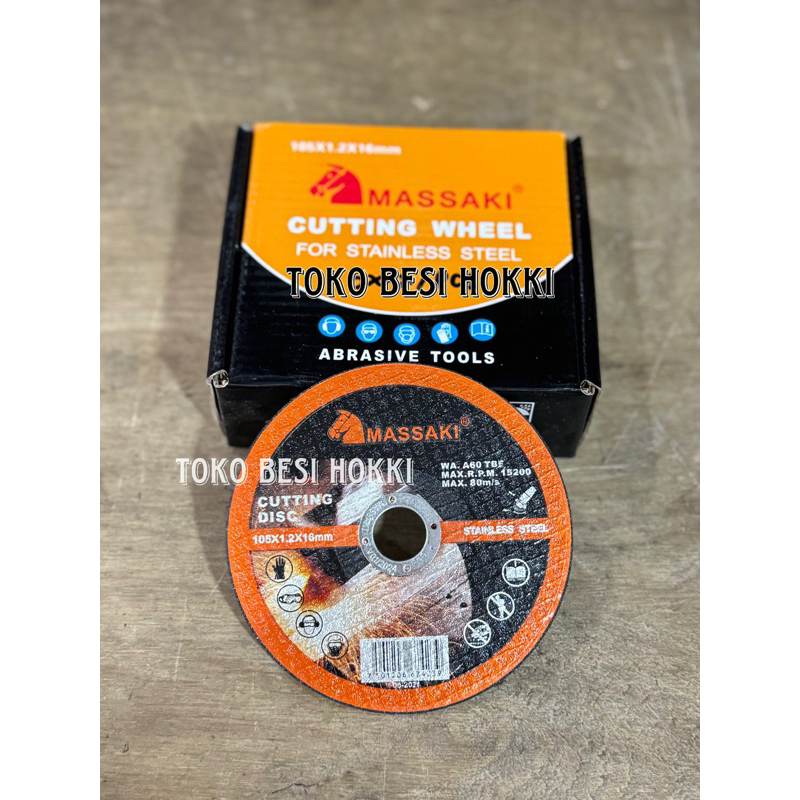 105X1.2X16mm
MASSAKI®
CUTTING WHEEL
FOR STAINLESS STEEL
TOKO BESI HOKKI
ABRASIVE TOOLS
MASSAKI®
TOKO BESI HOKKI
WA. A60 TBF
MAX.R.P.M. 15200
MAX. 80m/s
CUTTING
DISC
105X1.2X16mm
STAINLESS STEEL